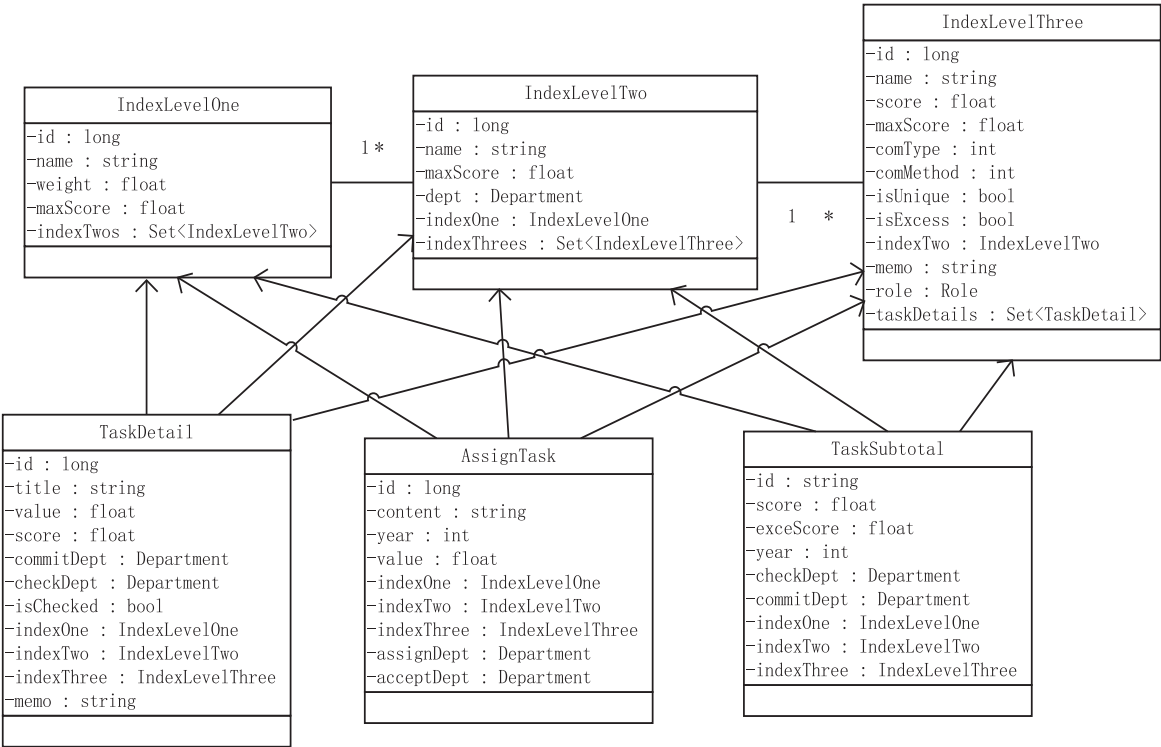 IndexLevelOne
-id : long
-name : string
-weight : float
-maxScore : float
-indexTwos : Set<IndexLevelTwo>
1 *
IndexLevelTwo
-id : long
-name : string
-maxScore : float
-dept : Department
-indexOne : IndexLevelOne
-indexThrees : Set<IndexLevelThree>
1 *
IndexLevelThree
-id : long
-name : string
-score : float
-maxScore : float
-comType : int
-comMethod : int
-isUnique : bool
-isExcess : bool
-indexTwo : IndexLevelTwo
-memo : string
-role : Role
-taskDetails : Set<TaskDetail>
TaskDetail
-id : long
-title : string
-value : float
-score : float
-commitDept : Department
-checkDept : Department
-isChecked : bool
-indexOne : IndexLevelOne
-indexTwo : IndexLevelTwo
-indexThree : IndexLevelThree
-memo : string
AssignTask
-id : long
-content : string
-year : int
-value : float
-indexOne : IndexLevelOne
-indexTwo : IndexLevelTwo
-indexThree : IndexLevelThree
-assignDept : Department
-acceptDept : Department
TaskSubtotal
-id : string
-score : float
-exceScore : float
-year : int
-checkDept : Department
-commitDept : Department
-indexOne : IndexLevelOne
-indexTwo : IndexLevelTwo
-indexThree : IndexLevelThree